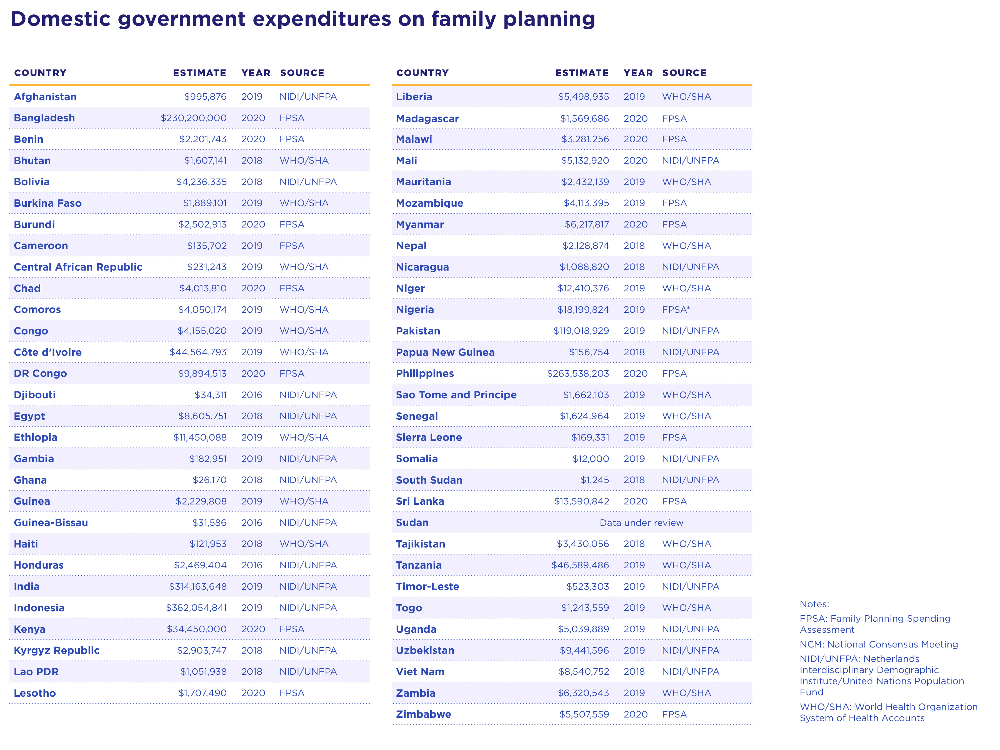 Domestic government expenditures on family planning
COUNTRY ESTIMATE YEAR SOURCE
Afghanistan $995,876 2019 NIDI/UNFPA
Bangladesh $230,200,000 2020 FPSA
Benin $2,201,743 2020 FPSA
Bhutan $1,607,141 2018 WHO/SHA
Bolivia $4,236,335 2018 NIDI/UNFPA
Burkina Faso $1,889,101 2019 WHO/SHA
Burundi $2,502,913 2020 FPSA
Cameroon $135,702 2019 FPSA
Central African Republic $231,243 2019 WHO/SHA
Chad $4,013,810 2020 FPSA
Comoros $4,050,174 2019 WHO/SHA
Congo $4,155,020 2019 WHO/SHA
Côte d'Ivoire $44,564,793 2019 WHO/SHA
DR Congo $9,894,513 2020 FPSA
Djibouti $34,311 2016 NIDI/UNFPA
Egypt $8,605,751 2018 NIDI/UNFPA
Ethiopia $11,450,088 2019 WHO/SHA
Gambia $182,951 2019 NIDI/UNFPA
Ghana $26,170 2018 NIDI/UNFPA
Guinea $2,229,808 2019 WHO/SHA
Guinea-Bissau $31,586 2016 NIDI/UNFPA
Haiti $121,953 2018 WHO/SHA
Honduras $2,469,404 2016 NIDI/UNFPA
India $314,163,648 2019 NIDI/UNFPA
Indonesia $362,054,841 2019 NIDI/UNFPA
Kenya $34,450,000 2020 FPSA
Kyrgyz Republic $2,903,747 2018 NIDI/UNFPA
Lao PDR $1,051,938 2018 NIDI/UNFPA
Lesotho $1,707,490 2020 FPSA
COUNTRY ESTIMATE YEAR SOURCE
Liberia $5,498,935 2019 WHO/SHA
Madagascar $1,569,686 2020 FPSA
Malawi $3,281,256 2020 FPSA
Mali $5,132,920 2020 NIDI/UNFPA
Mauritania $2,432,139 2019 WHO/SHA
Mozambique $4,113,395 2019 FPSA
Myanmar $6,217,817 2020 FPSA
Nepal $2,128,874 2018 WHO/SHA
Nicaragua $1,088,820 2018 NIDI/UNFPA
Niger $12,410,376 2019 WHO/SHA
Nigeria $18,199,824 2019 FPSA*
Pakistan $119,018,929 2019 NIDI/UNFPA
Papua New Guinea $156,754 2018 NIDI/UNFPA
Philippines $263,538,203 2020 FPSA
Sao Tome and Principe $1,662,103 2019 WHO/SHA
Senegal $1,624,964 2019 WHO/SHA
Sierra Leone $169,331 2019 FPSA
Somalia $12,000 2019 NIDI/UNFPA
South Sudan $1,245 2018 NIDI/UNFPA
Sri Lanka $13,590,842 2020 FPSA
Sudan Data under review
Tajikistan $3,430,056 2018 WHO/SHA
Tanzania $46,589,486 2019 WHO/SHA
Timor-Leste $523,303 2019 NIDI/UNFPA
Togo $1,243,559 2019 WHO/SHA
Uganda $5,039,889 2019 NIDI/UNFPA
Uzbekistan $9,441,596 2019 NIDI/UNFPA
Viet Nam $8,540,752 2018 NIDI/UNFPA
Zambia $6,320,543 2019 WHO/SHA
Zimbabwe $5,507,559 2020 FPSA
Notes:
FPSA: Family Planning Spending
Assessment
NCM: National Consensus Meeting
NIDI/UNFPA: Netherlands
Interdisciplinary Demographic
Institute/United Nations Population
Fund
WHO/SHA: World Health Organization
System of Health Accounts